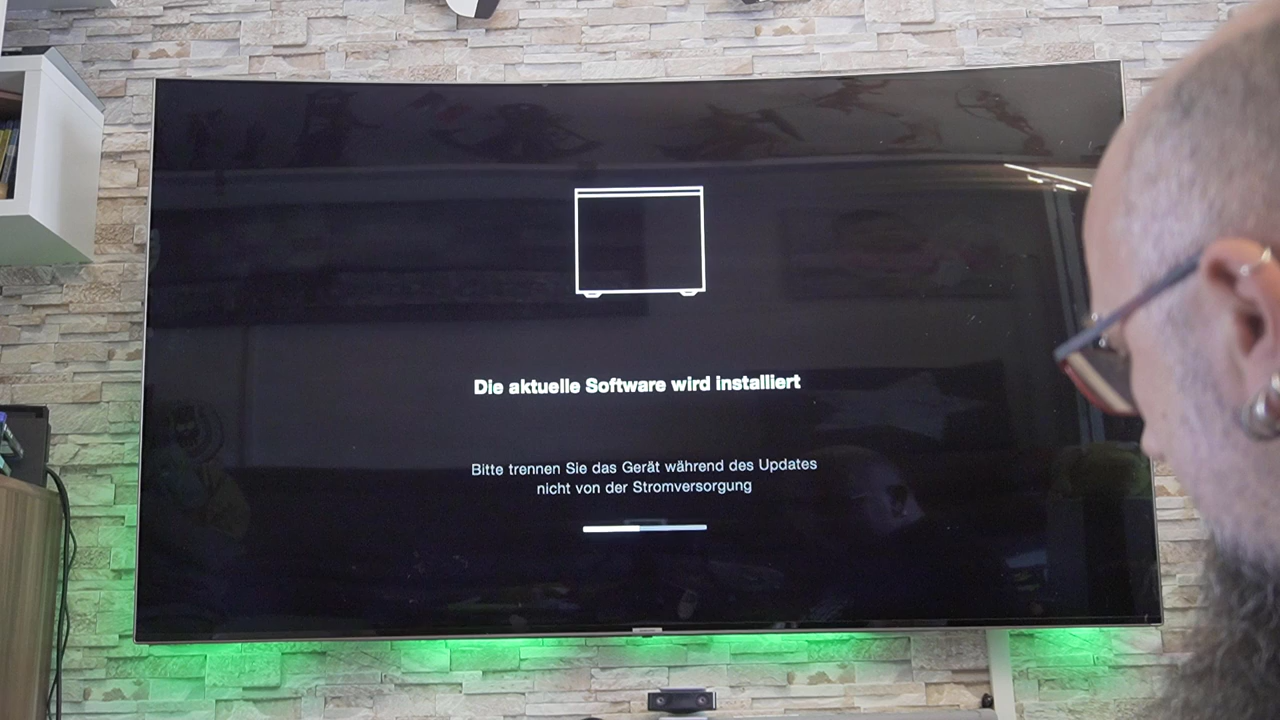 Die aktuelle Software wird installiert
Bitte trennen Sie das Gerät während des Updates
nicht von der Stromversorgung